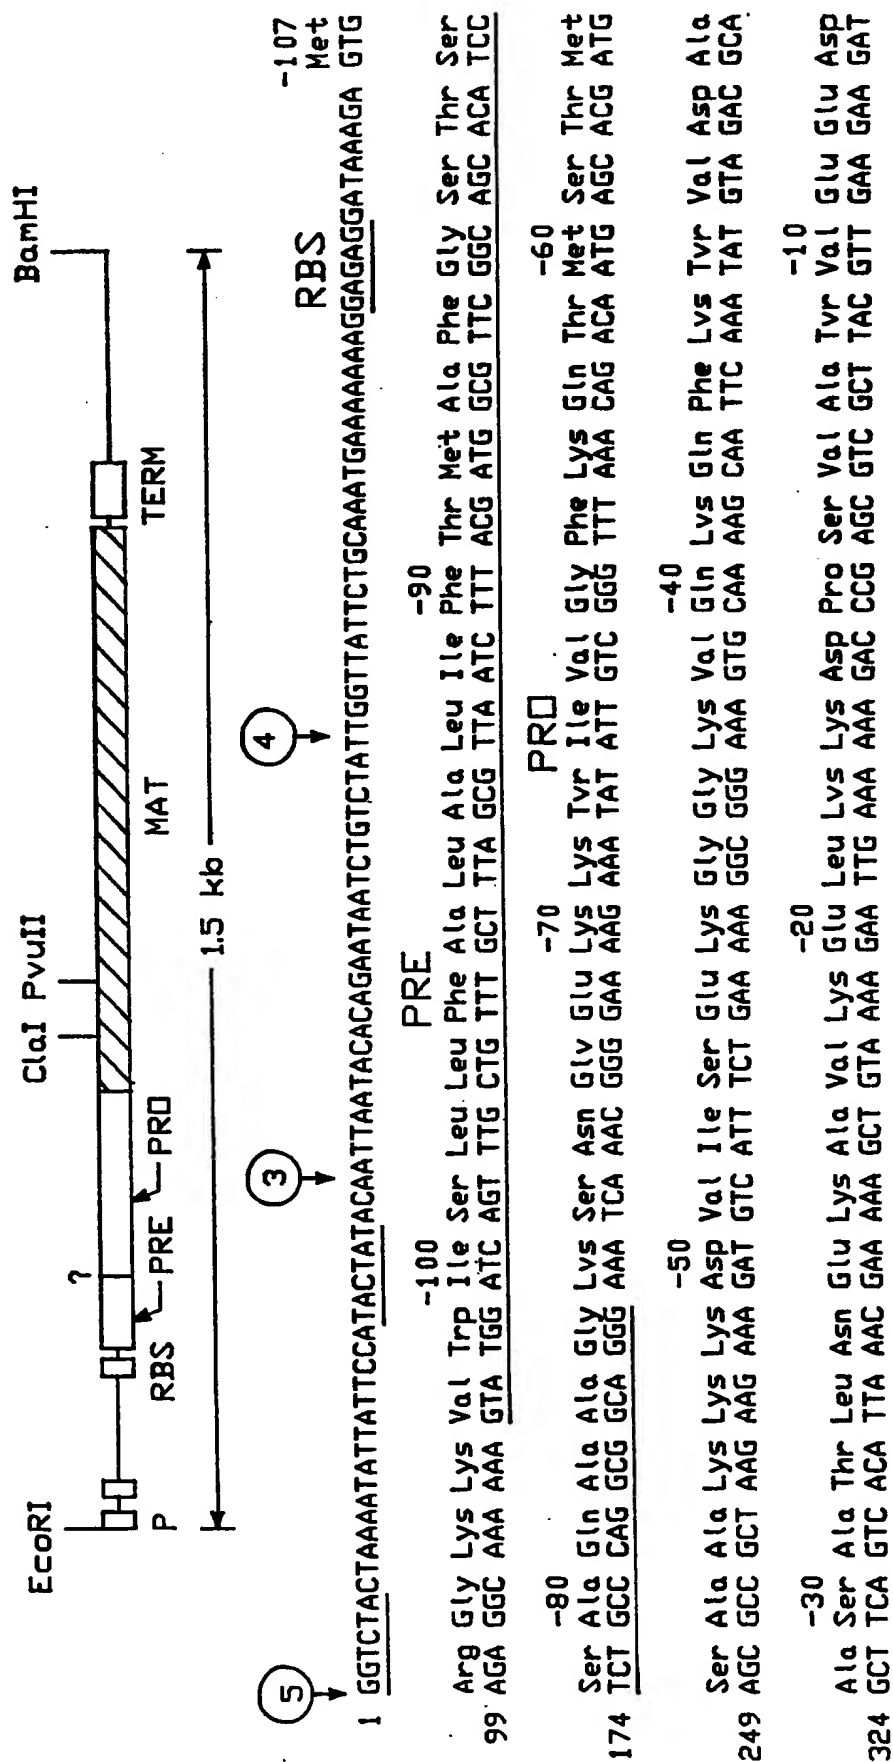 EcoRI ClaI PvuII BamHI
?
P RBS PRE PRO MAT TERM
1.5 kb
5 3 4 RBS -107
Met
1 GGTCTACTAAAATATTATTCCATACTATACAATTAATACACAGAATAATCTGTCTATTGGTTATTCTGCAAATGAAAAAAAGGAGAGGATAAAGA GTG
PRE
-100 -90
Arg Gly Lys Lys Val Trp Ile Ser Leu Leu Phe Ala Leu Ala Leu Ile Phe Thr Met Ala Phe Gly Ser Thr Ser
99 AGA GGC AAA AAA GTA TGG ATC AGT TTG CTG TTT GCT TTA GCG TTA ATC TTT ACG ATG GCG TTC GGC AGC ACA TCC
PRO
-80 -70 -60
Ser Ala Gln Ala Ala Gly Lvs Ser Asn Glv Glu Lys Lys Tvr Ile Val Gly Phe Lys Gln Thr Met Ser Thr Met
174 TCT GCC CAG GCG GCA GGG AAA TCA AAC GGG GAA AAG AAA TAT ATT GTC GGG TTT AAA CAG ACA ATG AGC ACG ATG
-50 -40
Ser Ala Ala Lys Lys Lys Asp Val Ile Ser Glu Lys Gly Gly Lys Val Gln Lvs Gln Phe Lvs Tvr Val Asp Ala
249 AGC GCC GCT AAG AAG AAA GAT GTC ATT TCT GAA AAA GGC GGG AAA GTG CAA AAG CAA TTC AAA TAT GTA GAC GCA
-30 -20 -10
Ala Ser Ala Thr Leu Asn Glu Lys Ala Val Lys Glu Leu Lvs Lys Asp Pro Ser Val Ala Tvr Val Glu Glu Asp
324 GCT TCA GTC ACA TTA AAC GAA AAA GCT GTA AAA GAA TTG AAA AAA GAC CCG AGC GTC GCT TAC GTT GAA GAA GAT